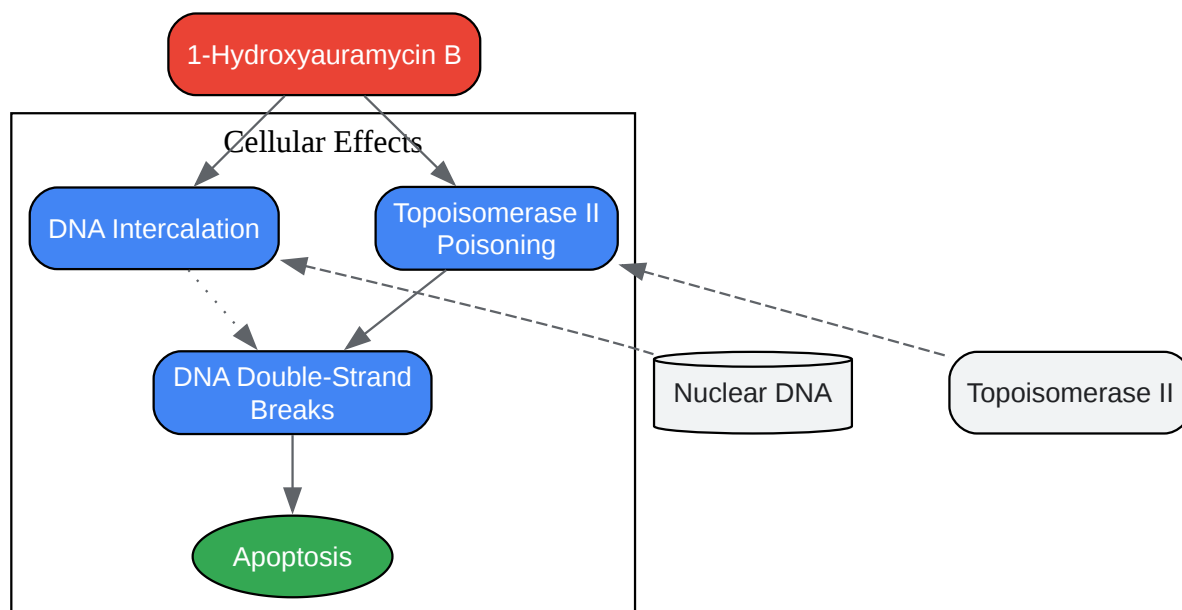 1-Hydroxyauramycin B
Cellular Effects
DNA Intercalation
Topoisomerase II
Poisoning
DNA Double-Strand
Breaks
Nuclear DNA
Topoisomerase II
Apoptosis